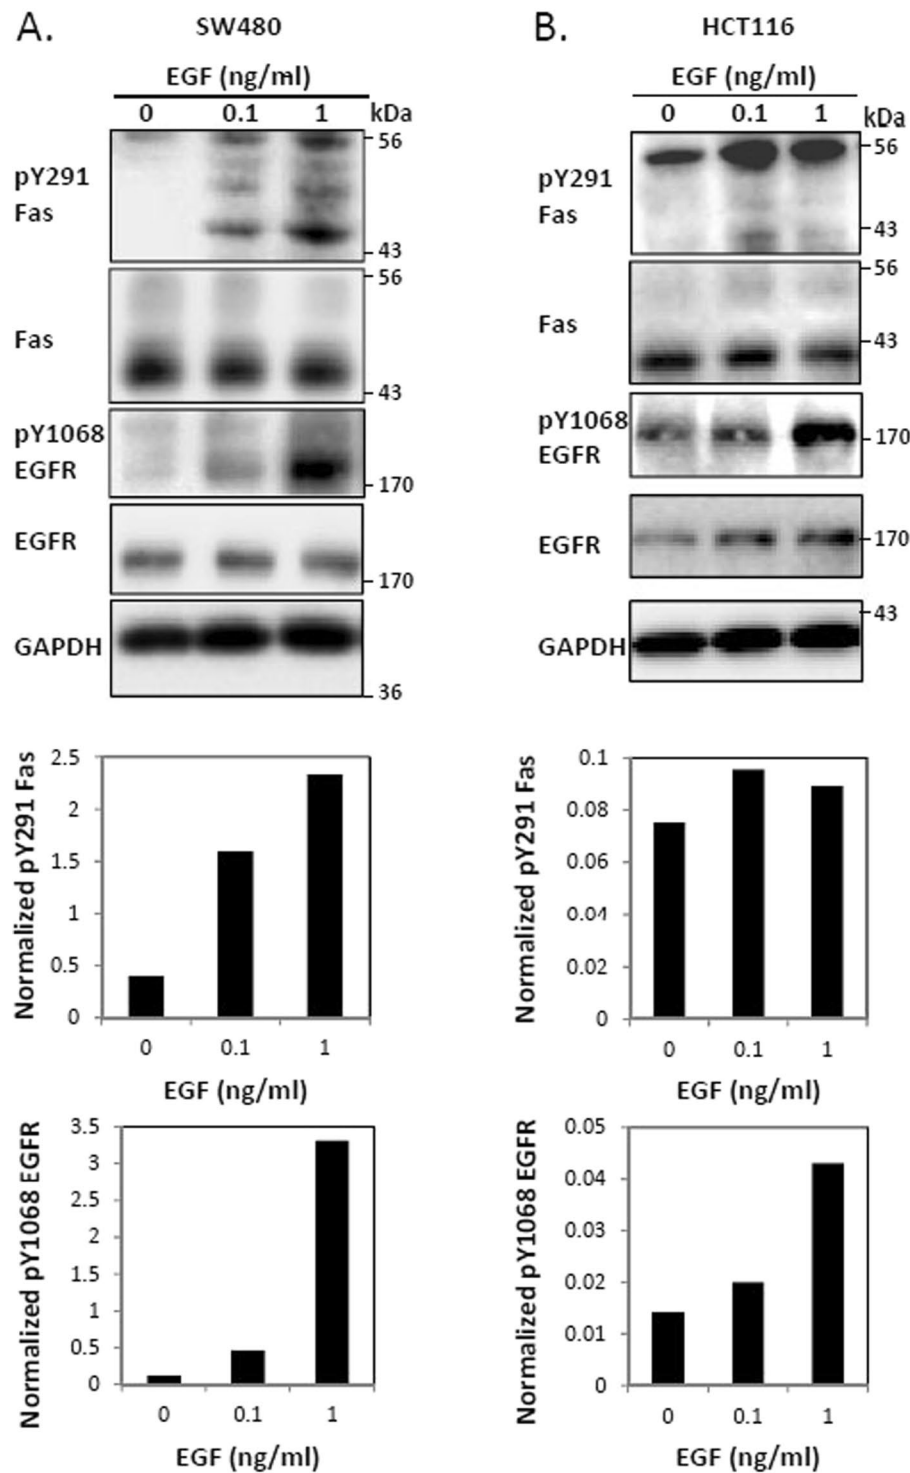 A.
SW480
EGF (ng/ml)
0 0.1 1 kDa
pY291
Fas
56
43
Fas
56
43
pY1068
EGFR
170
EGFR
170
GAPDH
36
Normalized pY291 Fas
2.5
2
1.5
1
0.5
0
0 0.1 1
EGF (ng/ml)
Normalized pY1068 EGFR
3.5
3
2.5
2
1.5
1
0.5
0
0 0.1 1
EGF (ng/ml)
B.
HCT116
EGF (ng/ml)
0 0.1 1 kDa
pY291
Fas
56
43
Fas
56
43
pY1068
EGFR
170
EGFR
170
GAPDH
43
Normalized pY291 Fas
0.1
0.08
0.06
0.04
0.02
0
0 0.1 1
EGF (ng/ml)
Normalized pY1068 EGFR
0.05
0.04
0.03
0.02
0.01
0
0 0.1 1
EGF (ng/ml)